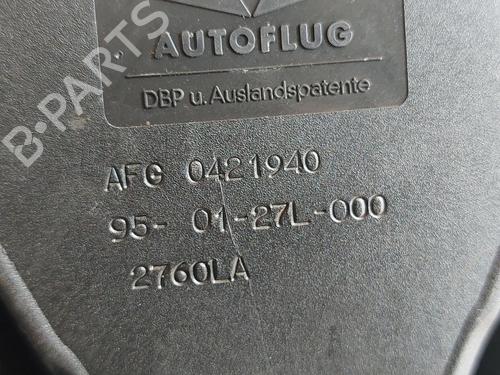 B-PARTS
AUTOFLUG
DBP u. Auslandspatente
AFG 0421940
95- 01-27L-000
2760LA